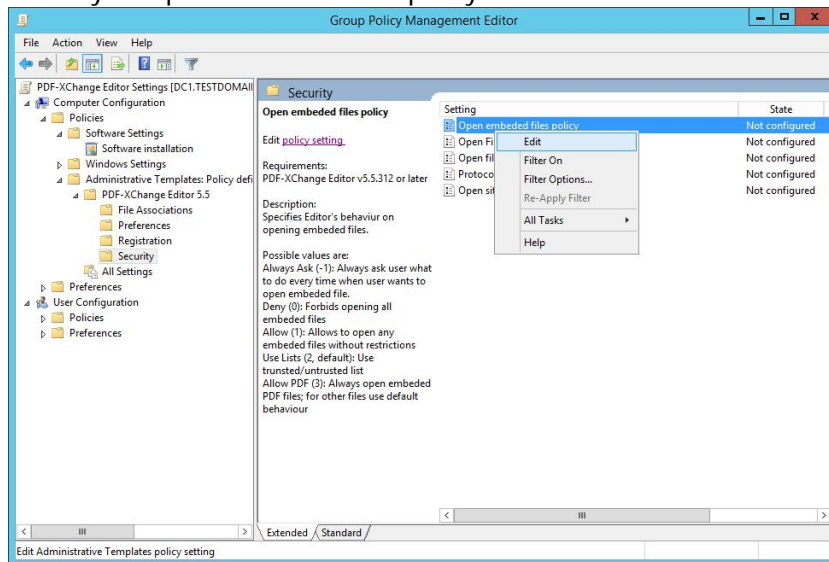 Group Policy Management Editor
File Action View Help
PDF-XChange Editor Settings [DC1.TESTDOMAI
Computer Configuration
Policies
Software Settings
Software installation
Windows Settings
Administrative Templates: Policy defi
PDF-XChange Editor 5.5
File Associations
Preferences
Registration
Security
All Settings
Preferences
User Configuration
Policies
Preferences
Security
Open embeded files policy
Edit policy setting
Requirements:
PDF-XChange Editor v5.5.312 or later
Description:
Specifies Editor's behaviur on
opening embeded files.
Possible values are:
Always Ask (-1): Always ask user what
to do every time when user wants to
open embeded file.
Deny (0): Forbids opening all
embeded files
Allow (1): Allows to open any
embeded files without restrictions
Use Lists (2, default): Use
trunsted/untrusted list
Allow PDF (3): Always open embeded
PDF files; for other files use default
behaviour
Setting State
Open embeded files policy Not configured
Open Fi Not configured
Open fil Not configured
Protoco Not configured
Open sit Not configured
Edit
Filter On
Filter Options...
Re-Apply Filter
All Tasks
Help
Extended Standard
Edit Administrative Templates policy setting